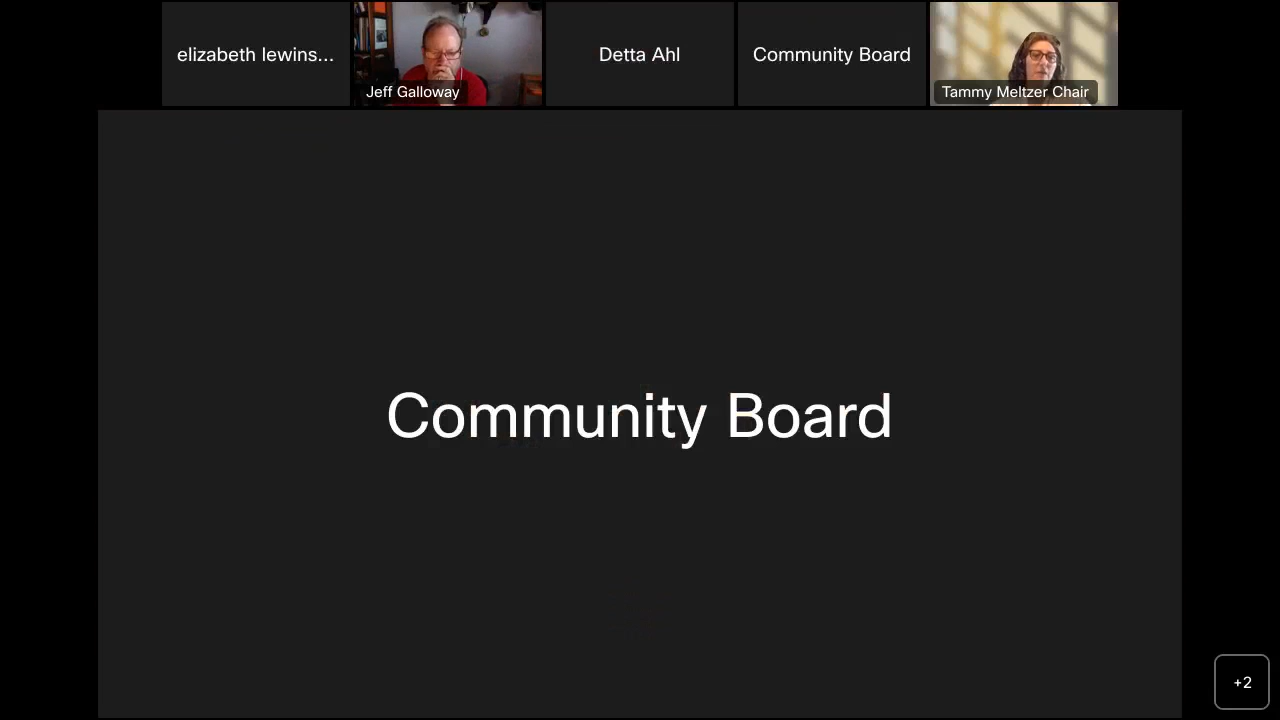 elizabeth lewins...
Jeff Galloway
Detta Ahl
Community Board
Tammy Meltzer Chair
Community Board
+2